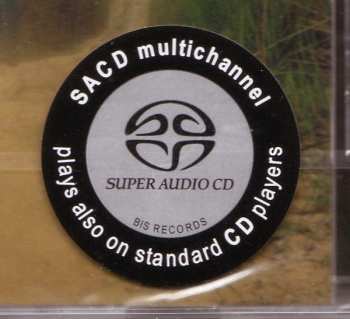 SACD multichannel
SUPER AUDIO CD
BIS RECORDS
plays also on standard CD players